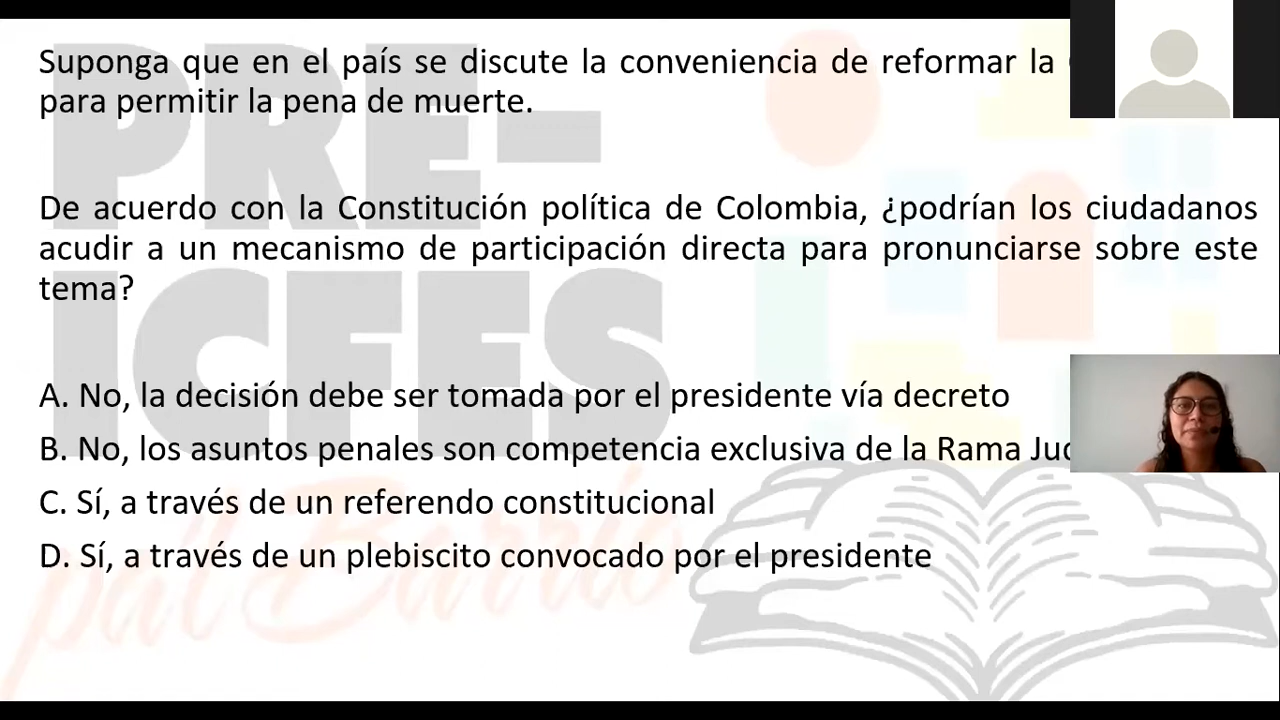 Suponga que en el país se discute la conveniencia de reformar la
para permitir la pena de muerte.
De acuerdo con la Constitución política de Colombia, ¿podrían los ciudadanos
acudir a un mecanismo de participación directa para pronunciarse sobre este
tema?
A. No, la decisión debe ser tomada por el presidente vía decreto
B. No, los asuntos penales son competencia exclusiva de la Rama
C. Sí, a través de un referendo constitucional
D. Sí, a través de un plebiscito convocado por el presidente
PRE-
ICFES
pal Barrio